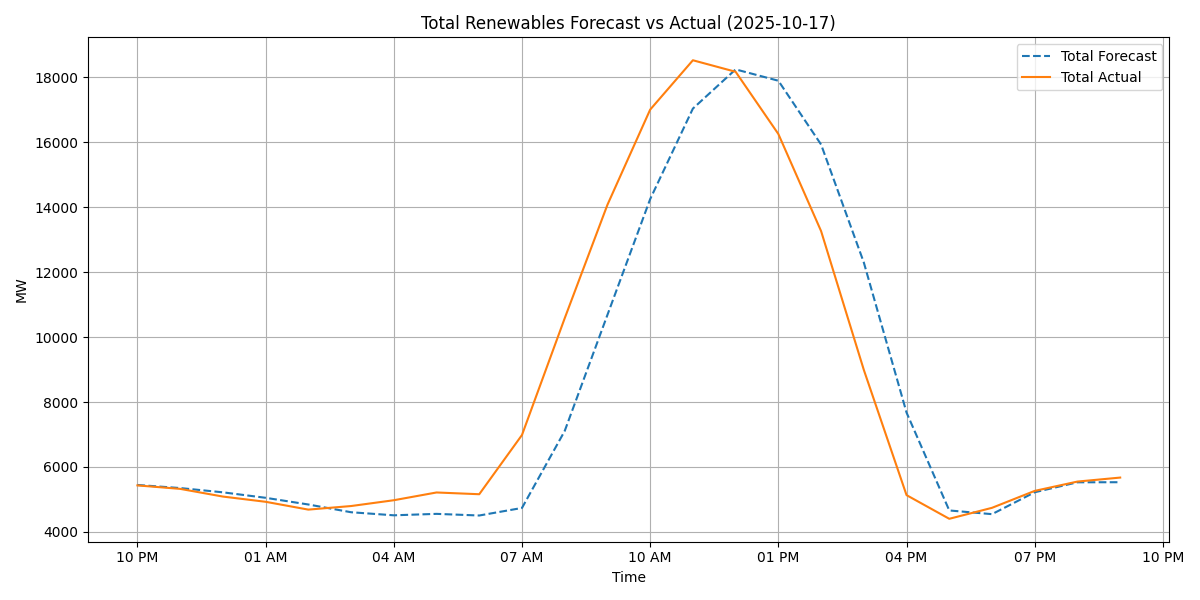 Total Renewables Forecast vs Actual (2025-10-17)
Total Forecast
Total Actual
MW
18000
16000
14000
12000
10000
8000
6000
4000
10 PM
01 AM
04 AM
07 AM
10 AM
01 PM
04 PM
07 PM
10 PM
Time